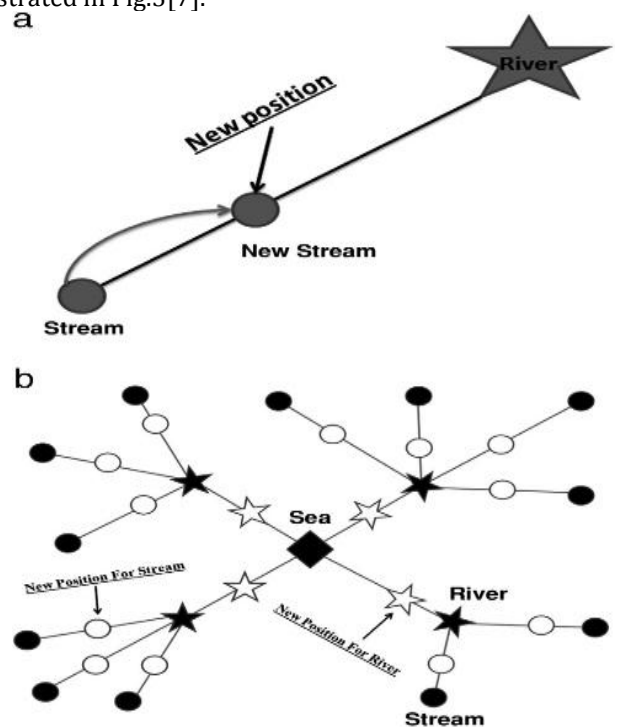 strated in Fig.3[7].
a
River
New position
New Stream
Stream
b
Sea
New Position For Stream
River
New Position For River
Stream